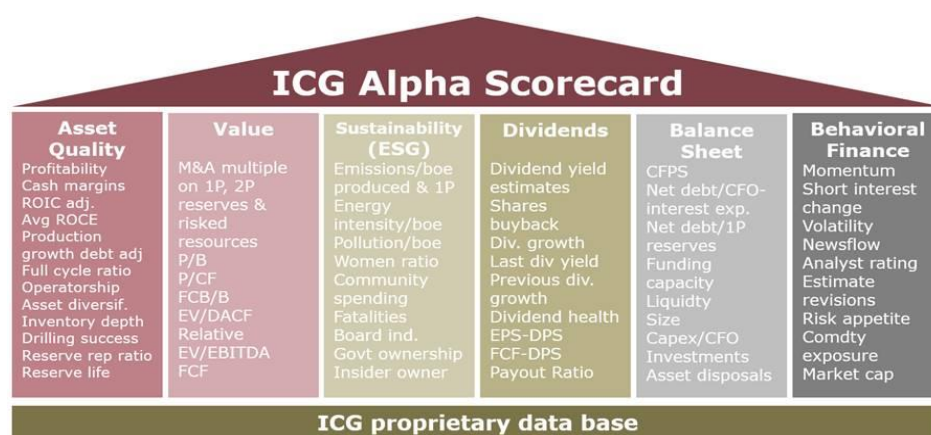 ICG Alpha Scorecard
Asset
Quality
Profitability
Cash margins
ROIC adj.
Avg ROCE
Production
growth debt adj
Full cycle ratio
Operatorship
Asset diversif.
Inventory depth
Drilling success
Reserve rep ratio
Reserve life
Value
M&A multiple
on 1P, 2P
reserves &
risked
resources
P/B
P/CF
FCB/B
EV/DACF
Relative
EV/EBITDA
FCF
Sustainability
(ESG)
Emissions/boe
produced & 1P
Energy
intensity/boe
Pollution/boe
Women ratio
Community
spending
Fatalities
Board ind.
Govt ownership
Insider owner
Dividends
Dividend yield
estimates
Shares
buyback
Div. growth
Last div yield
Previous div.
growth
Dividend health
EPS-DPS
FCF-DPS
Payout Ratio
Balance
Sheet
CFPS
Net debt/CFO-
interest exp.
Net debt/1P
reserves
Funding
capacity
Liquidty
Size
Capex/CFO
Investments
Asset disposals
Behavioral
Finance
Momentum
Short interest
change
Volatility
Newsflow
Analyst rating
Estimate
revisions
Risk appetite
Comdty
exposure
Market cap
ICG proprietary data base